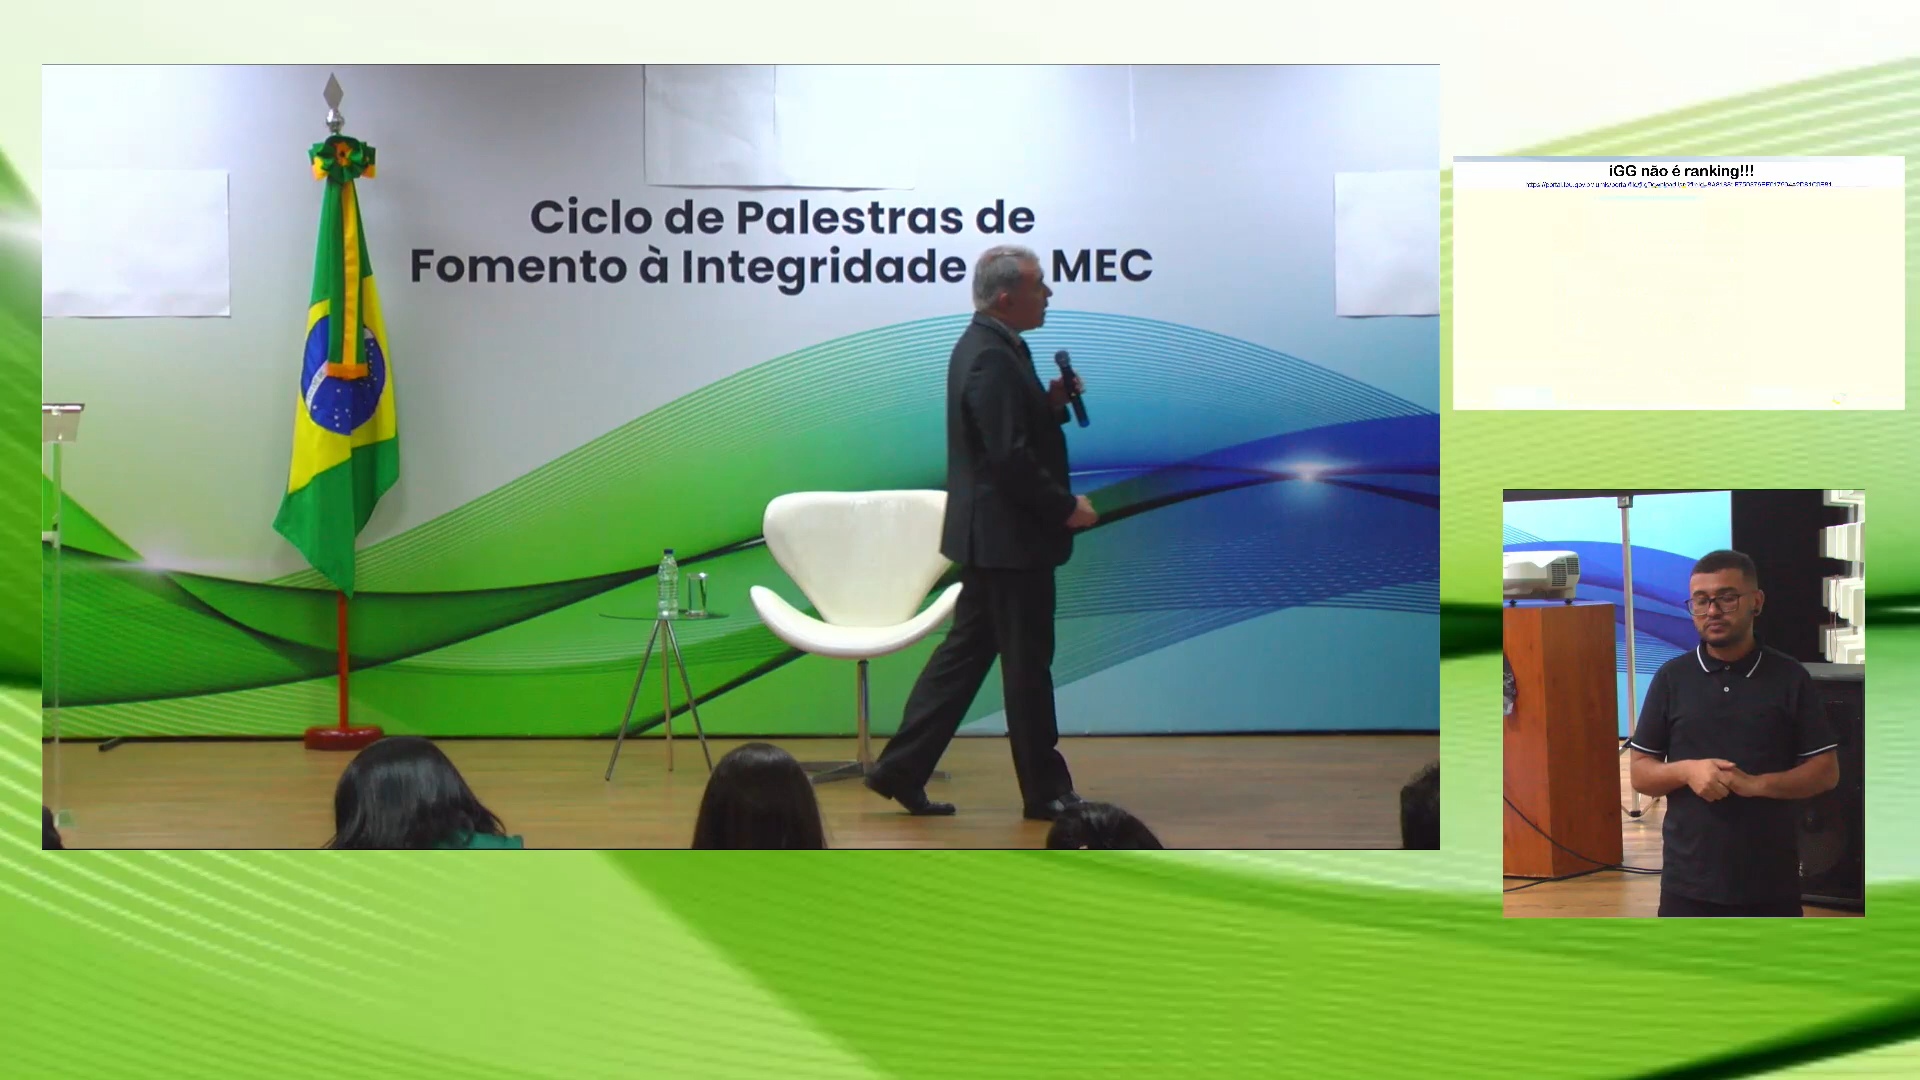 Ciclo de Palestras de
Fomento à Integridade MEC
iGG não é ranking!!!